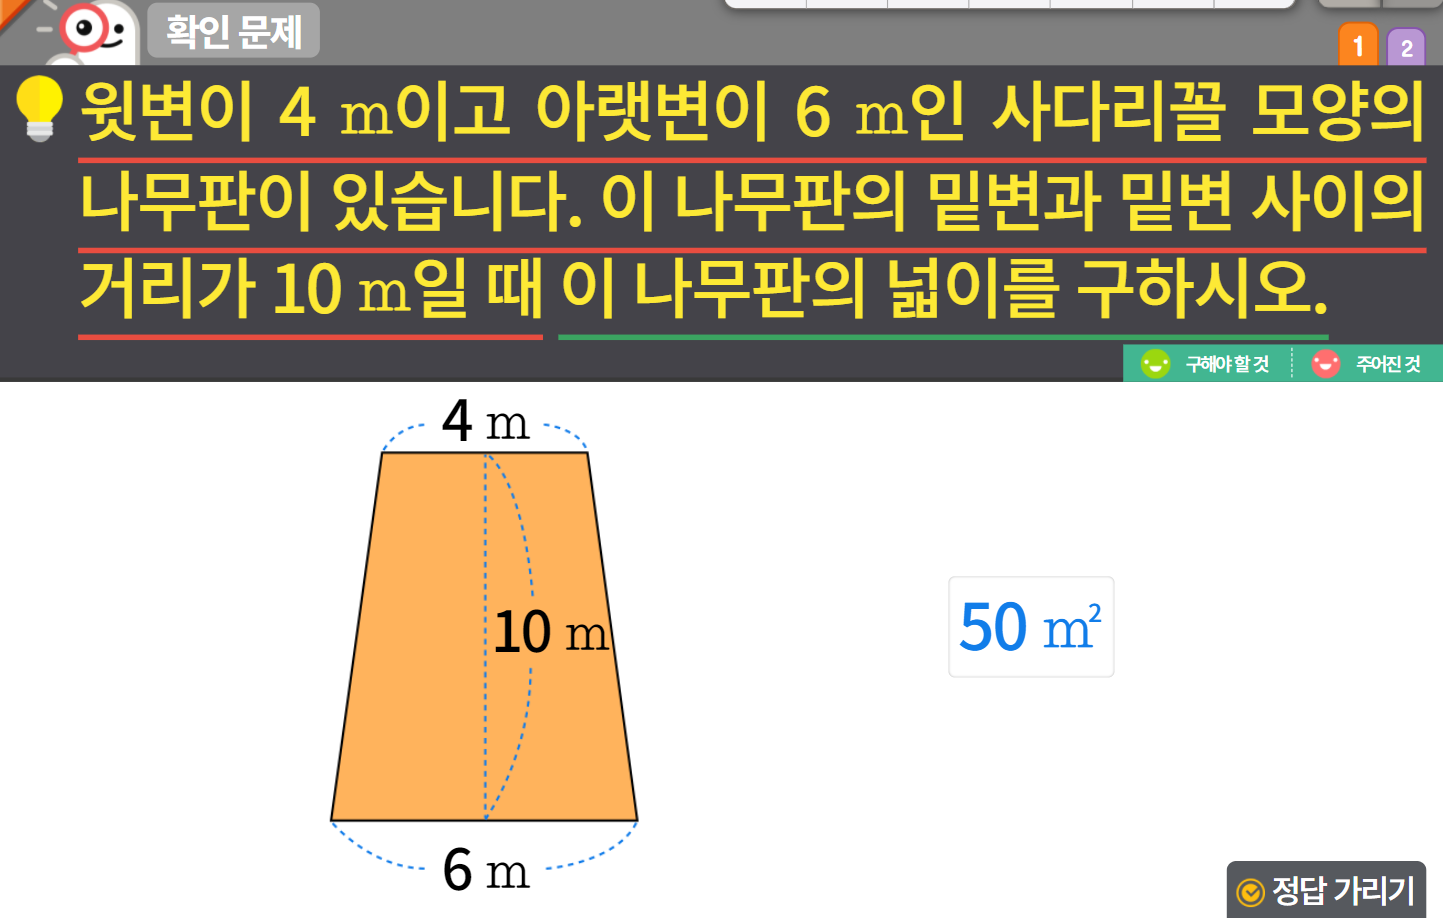 확인 문제
1
2
윗변이 4 m이고 아랫변이 6 m인 사다리꼴 모양의
나무판이 있습니다. 이 나무판의 밑변과 밑변 사이의
거리가 10 m일 때 이 나무판의 넓이를 구하시오.
구해야 할 것
주어진 것
4 m
10 m
50 m²
6 m
정답 가리기